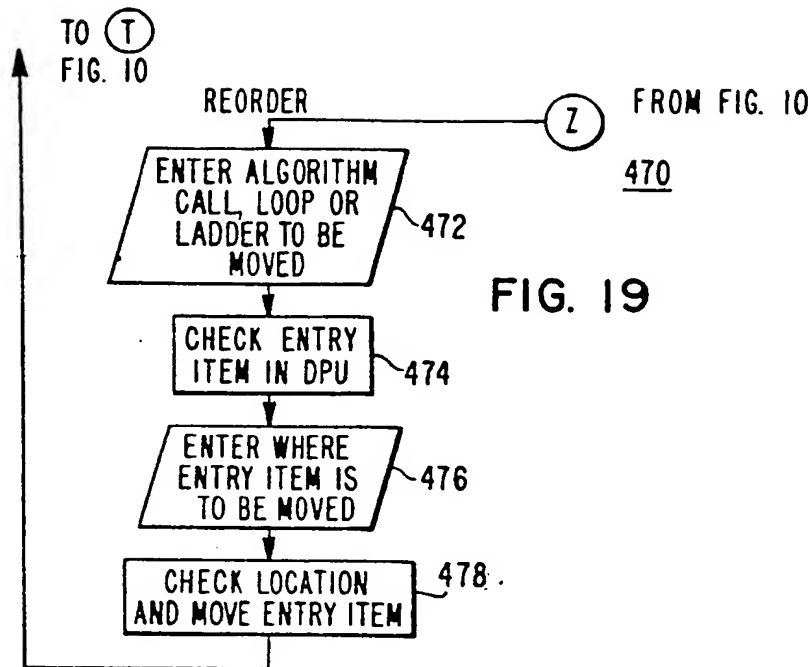 TO T
FIG. 10
REORDER
Z FROM FIG. 10
470
ENTER ALGORITHM
CALL, LOOP OR
LADDER TO BE
MOVED
472
FIG. 19
CHECK ENTRY
ITEM IN DPU
474
ENTER WHERE
ENTRY ITEM IS
TO BE MOVED
476
CHECK LOCATION
AND MOVE ENTRY ITEM
478